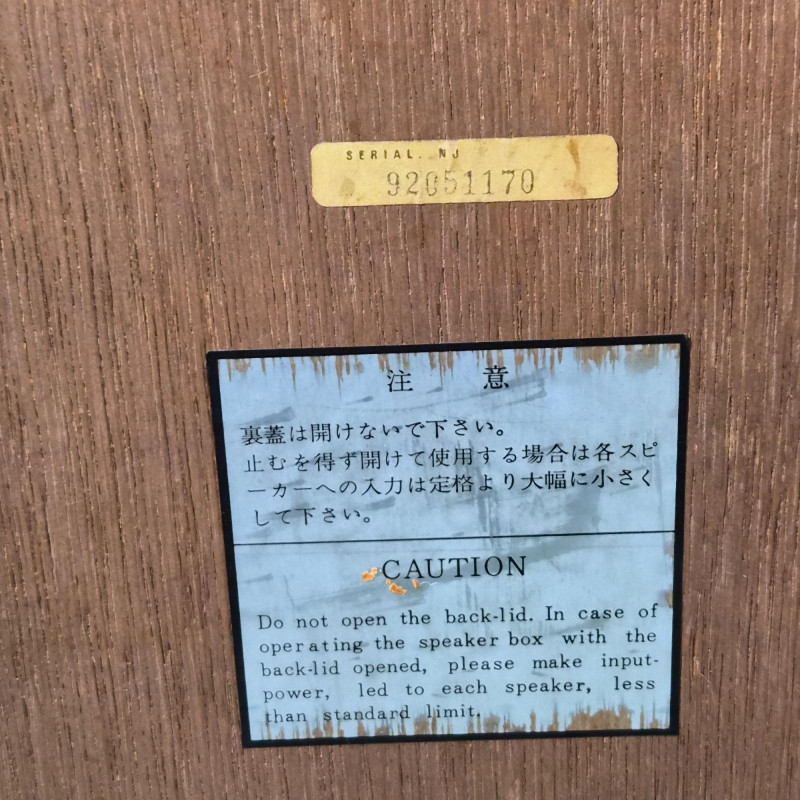 SERIAL. NO
92051170
注 意
裏蓋は開けないで下さい。
止むを得ず開けて使用する場合は各スピ
ーカーへの入力は定格より大幅に小さく
して下さい。
CAUTION
Do not open the back-lid. In case of
operating the speaker box with the
back-lid opened, please make input-
power, led to each speaker, less
than standard limit.